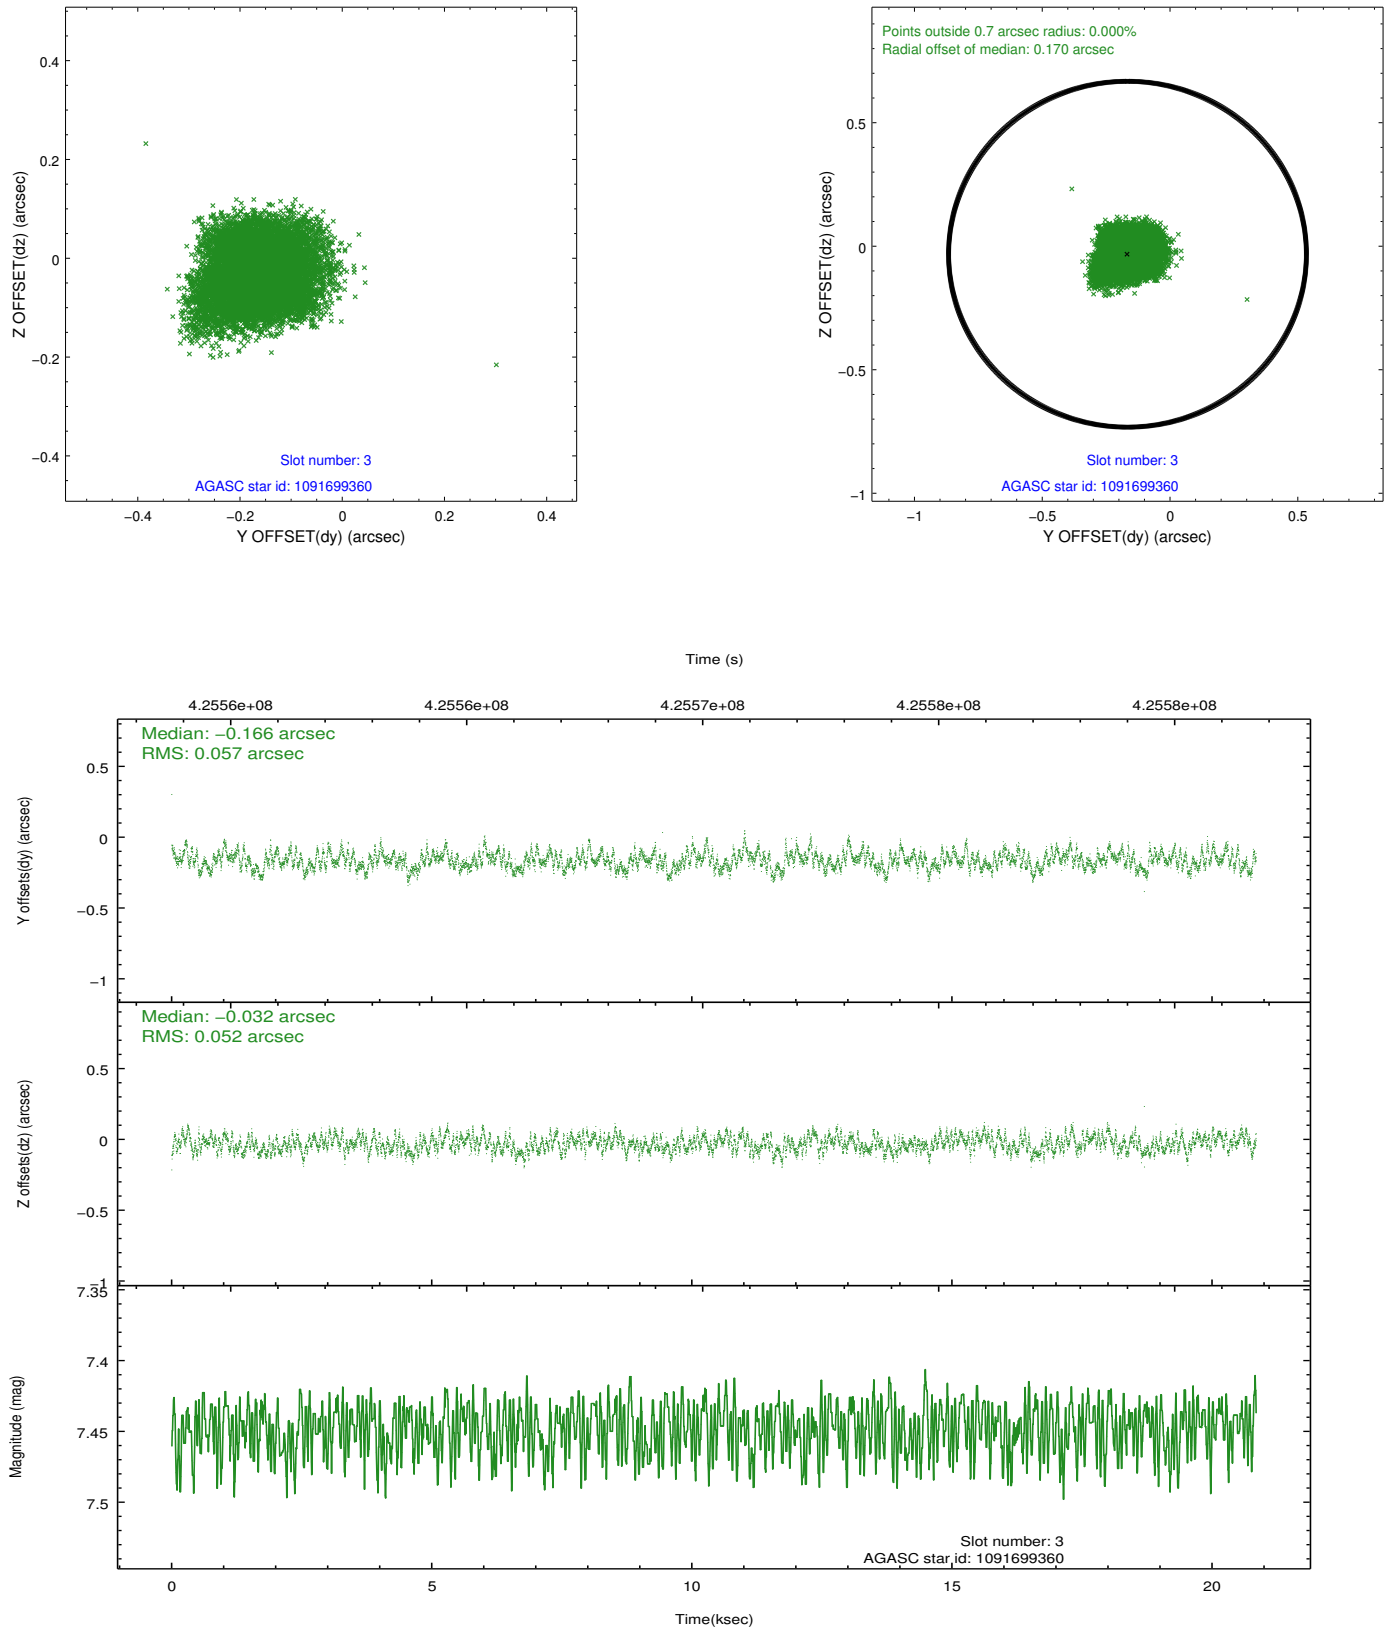 0.4
0.2
0
−0.2
−0.4
Z OFFSET(dz) (arcsec)
Slot number: 3
AGASC star id: 1091699360
−0.4 −0.2 0 0.2 0.4
Y OFFSET(dy) (arcsec)
Points outside 0.7 arcsec radius: 0.000%
Radial offset of median: 0.170 arcsec
0.5
0
−0.5
−1
Z OFFSET(dz) (arcsec)
Slot number: 3
AGASC star id: 1091699360
−1 −0.5 0 0.5
Y OFFSET(dy) (arcsec)
Time (s)
4.2556e+08 4.2556e+08 4.2557e+08 4.2558e+08 4.2558e+08
Median: −0.166 arcsec
RMS: 0.057 arcsec
0.5
0
−0.5
−1
Y offsets(dy) (arcsec)
Median: −0.032 arcsec
RMS: 0.052 arcsec
0.5
0
−0.5
−1
Z offsets(dz) (arcsec)
7.35
7.4
7.45
7.5
Magnitude (mag)
Slot number: 3
AGASC star id: 1091699360
0 5 10 15 20
Time(ksec)